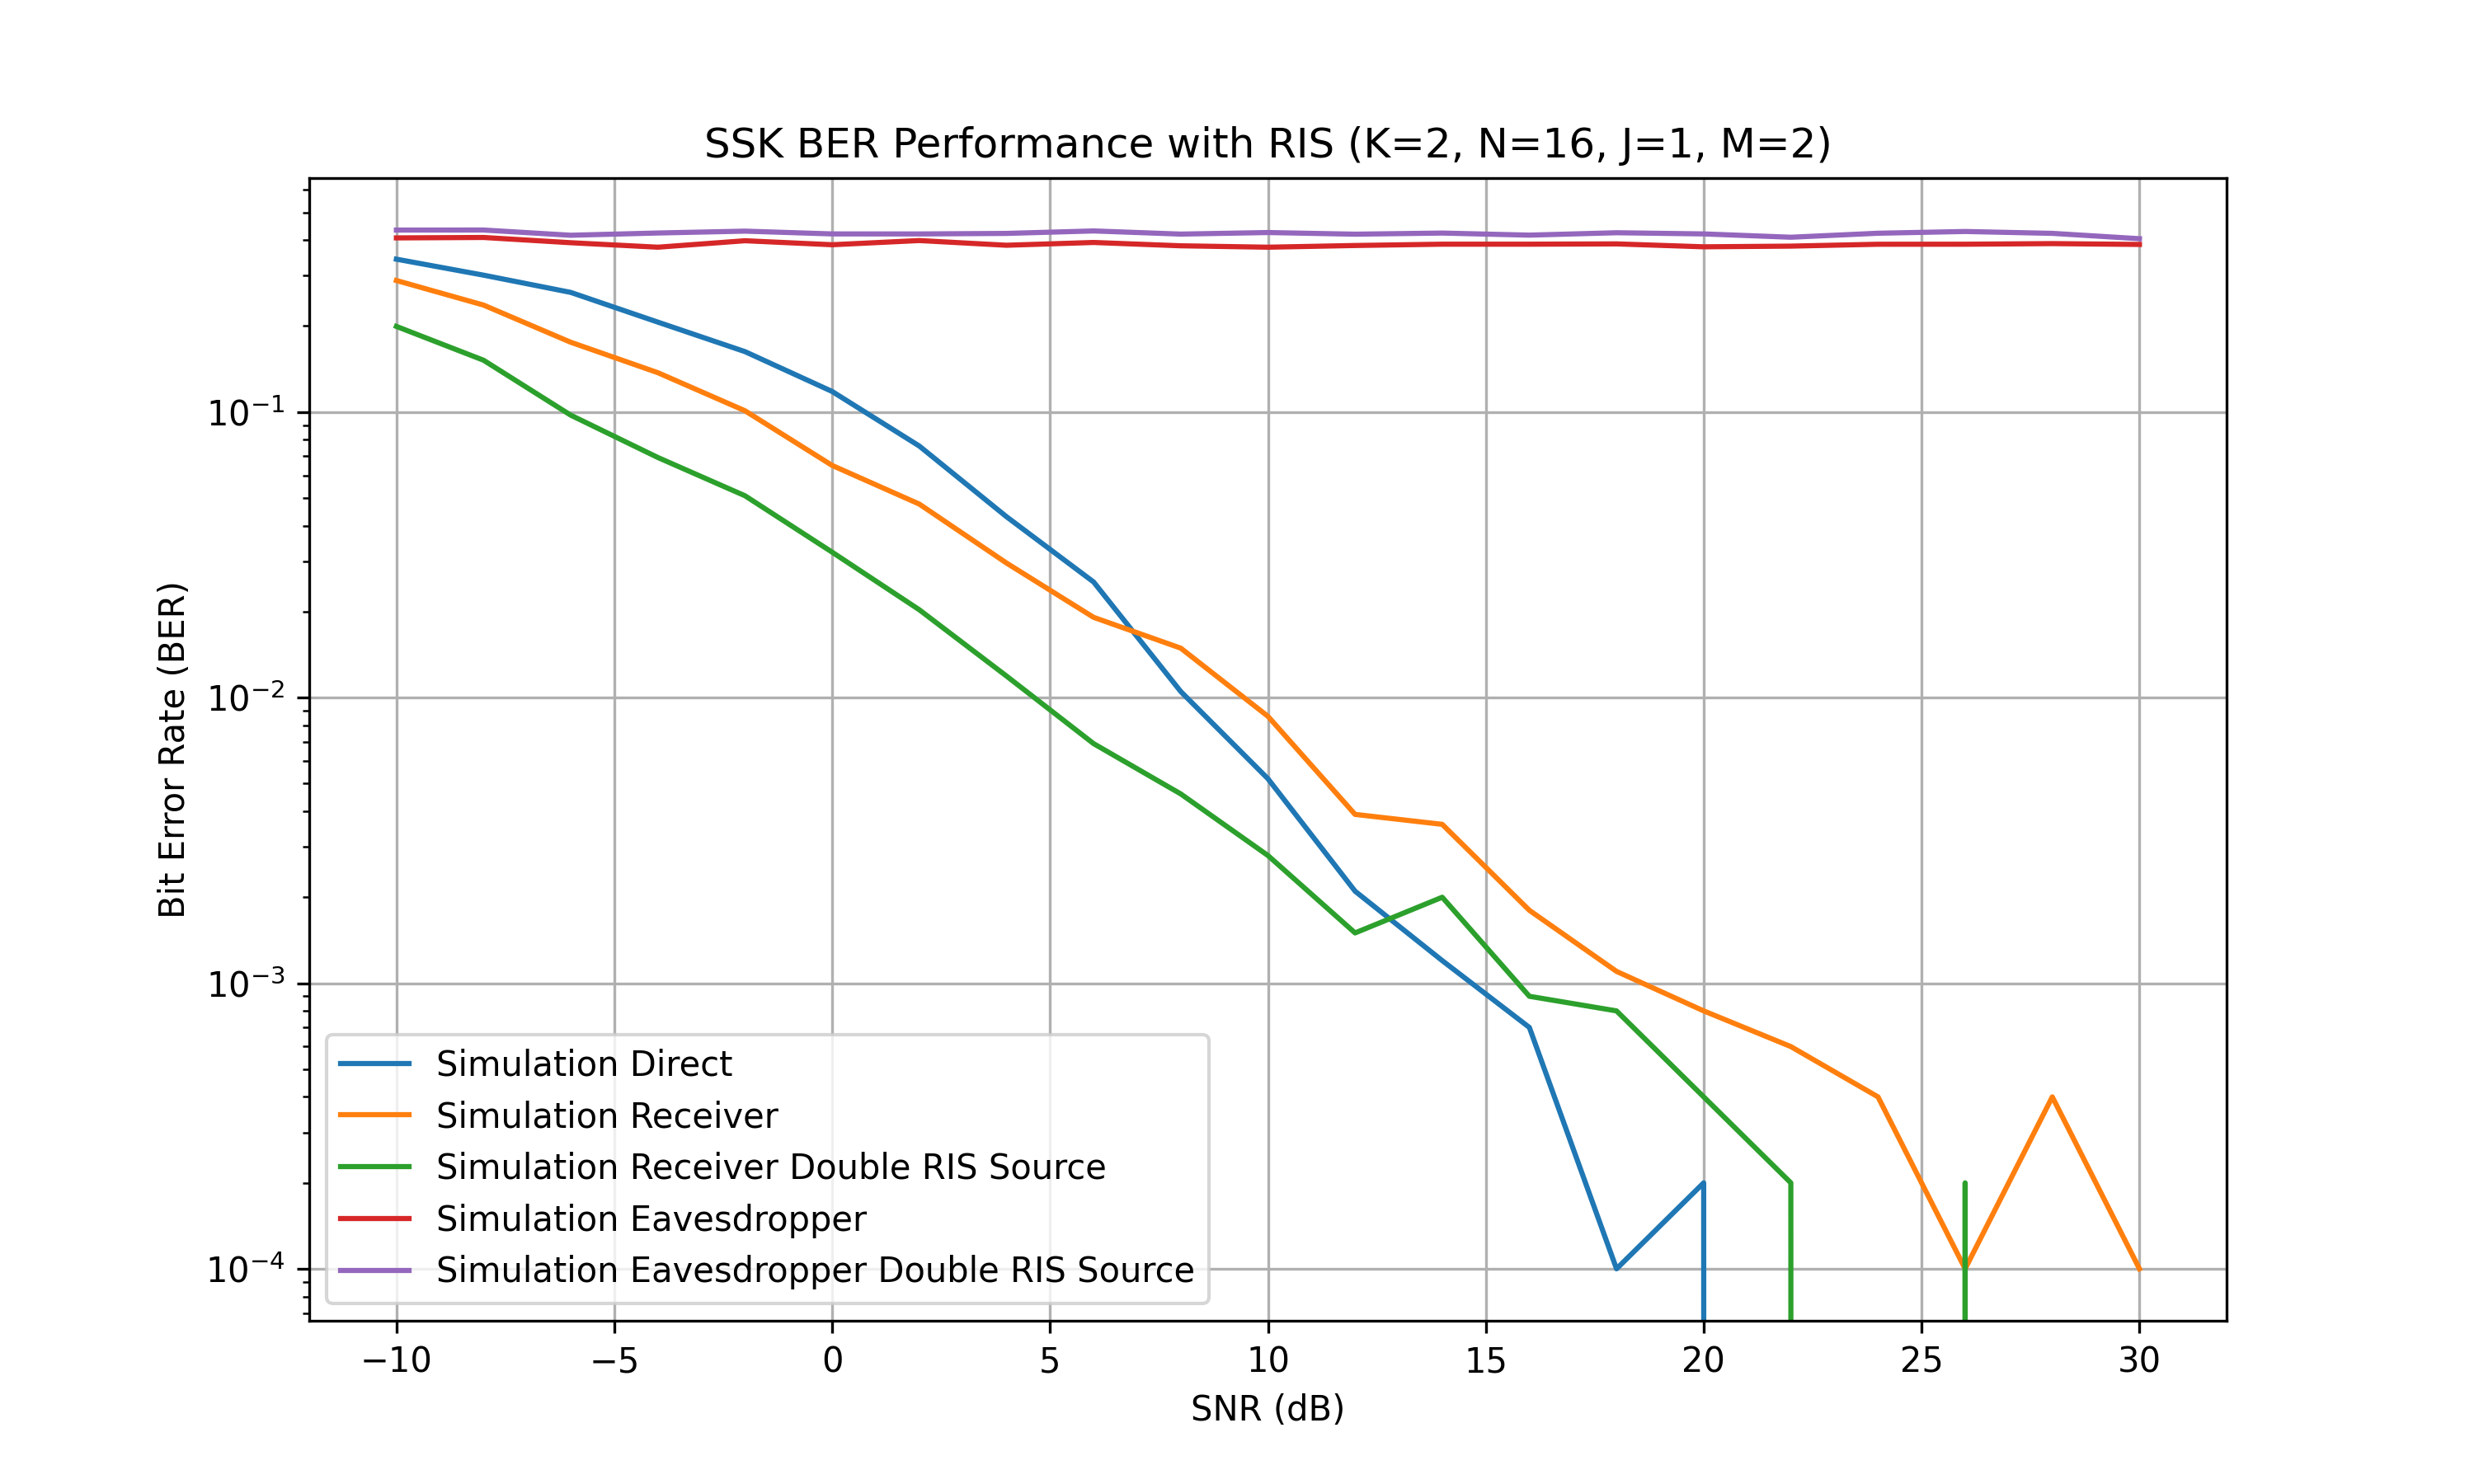 SSK BER Performance with RIS (K=2, N=16, J=1, M=2)
Bit Error Rate (BER)
10⁻¹
10⁻²
10⁻³
10⁻⁴
Simulation Direct
Simulation Receiver
Simulation Receiver Double RIS Source
Simulation Eavesdropper
Simulation Eavesdropper Double RIS Source
−10 −5 0 5 10 15 20 25 30
SNR (dB)